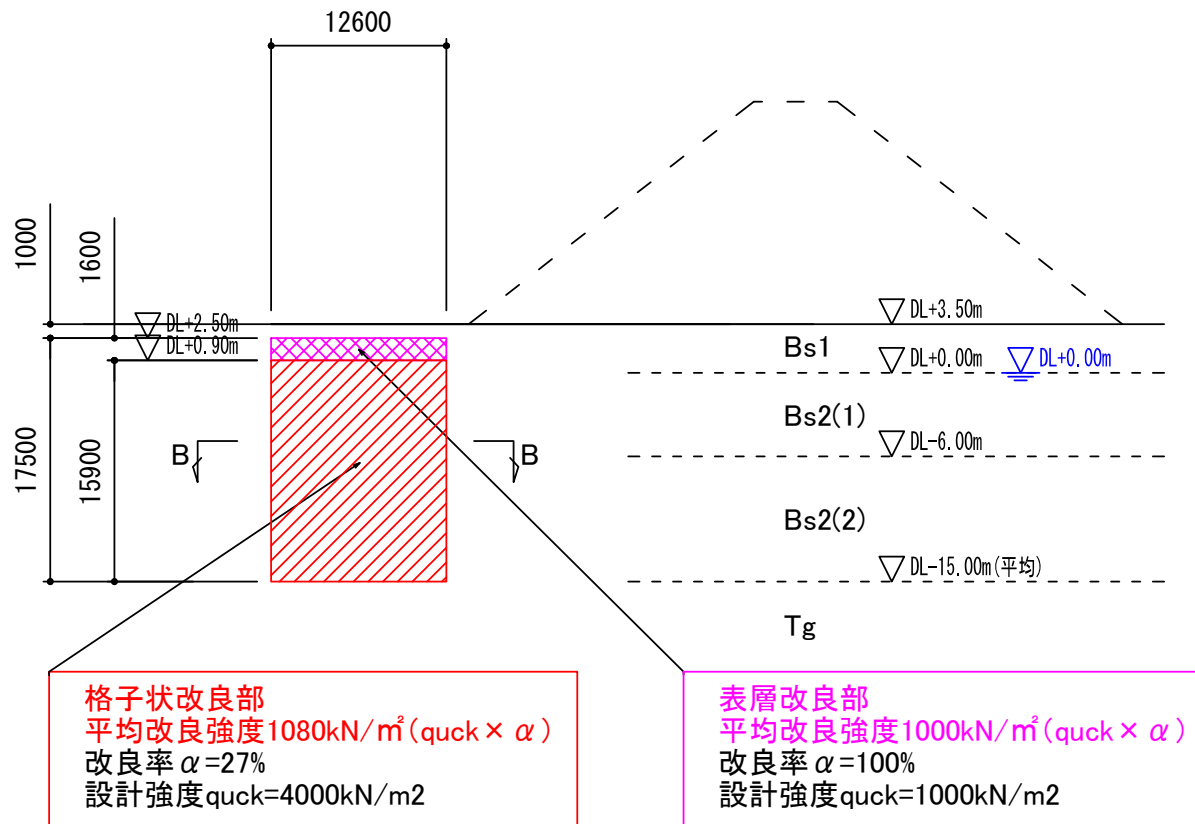 12600
1000
1600
DL+2.50m
DL+0.90m
DL+3.50m
Bs1
DL+0.00m
DL+0.00m
Bs2(1)
DL-6.00m
17500
15900
B
B
Bs2(2)
DL-15.00m(平均)
Tg
格子状改良部
平均改良強度1080kN/㎡(quck×α)
改良率α=27%
設計強度quck=4000kN/m2
表層改良部
平均改良強度1000kN/㎡(quck×α)
改良率α=100%
設計強度quck=1000kN/m2